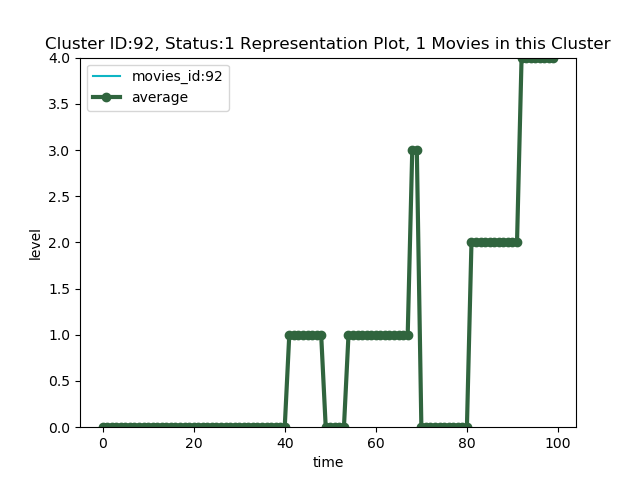 Cluster ID:92, Status:1 Representation Plot, 1 Movies in this Cluster
movies_id:92
average
4.0
3.5
3.0
2.5
2.0
1.5
1.0
0.5
0.0
level
0 20 40 60 80 100
time